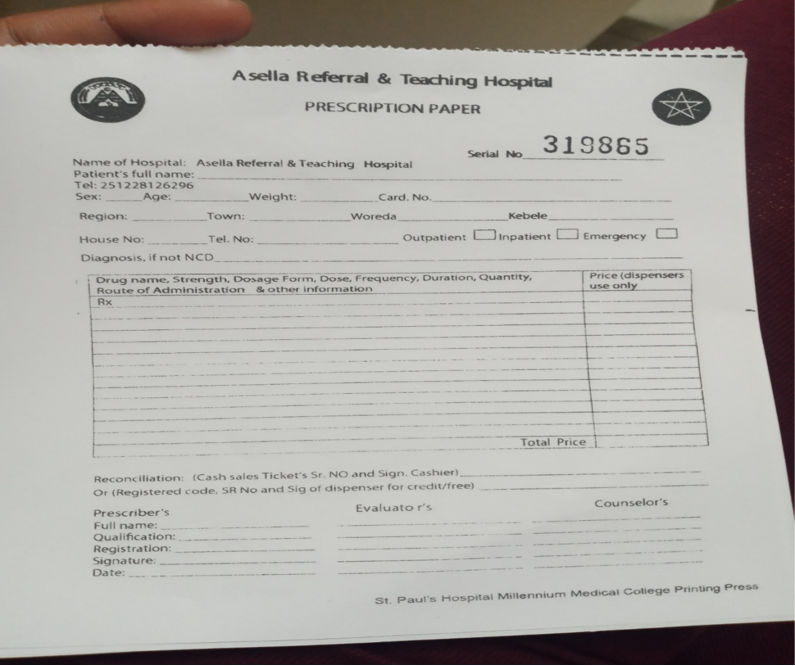 Asella Referral & Teaching Hospital
PRESCRIPTION PAPER
Serial No 319865
Name of Hospital: Asella Referral & Teaching Hospital
Patient's full name:
Tel: 251228126296
Sex: Age: Weight: Card. No.
Region: Town: Woreda Kebele
House No: Tel. No: Outpatient Inpatient Emergency
Diagnosis, if not NCD
Drug name, Strength, Dosage Form, Dose, Frequency, Duration, Quantity, Price (dispensers
Route of Administration & other information use only
Rx
Total Price
Reconciliation: (Cash sales Ticket's Sr. NO and Sign. Cashier)
Or (Registered code, SR No and Sig of dispenser for credit/free)
Prescriber's Evaluato r's Counselor's
Full name:
Qualification:
Registration:
Signature:
Date:
St. Paul's Hospital Millennium Medical College Printing Press